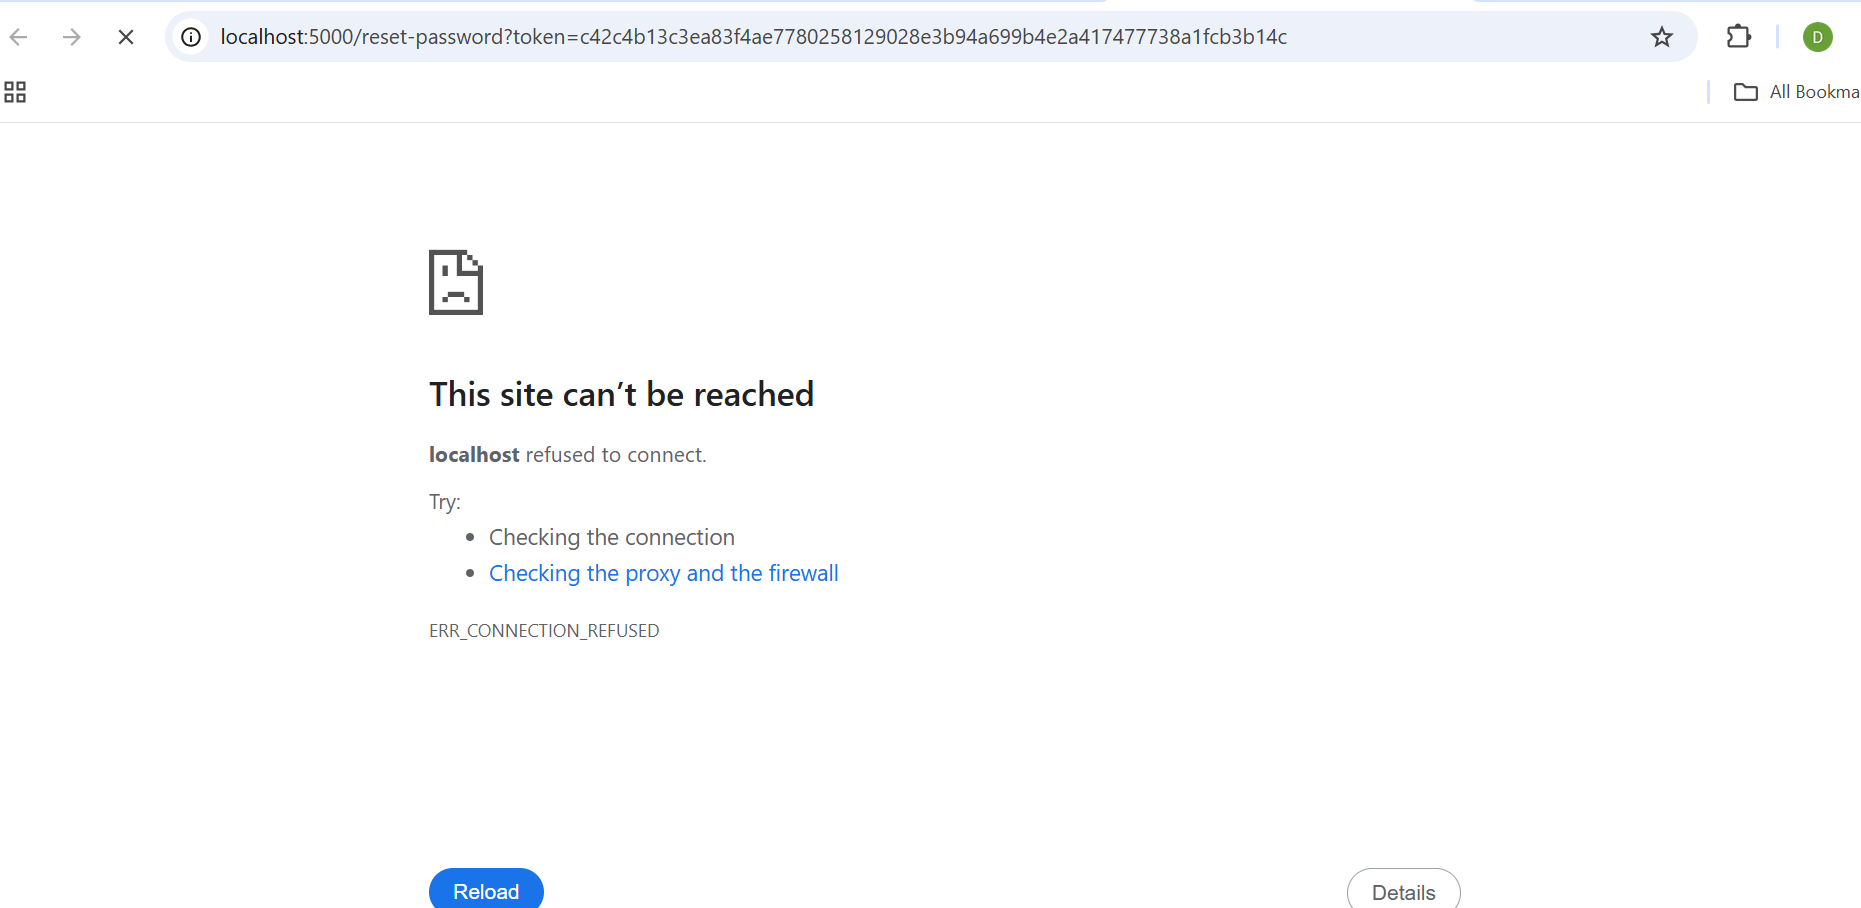 localhost:5000/reset-password?token=c42c4b13c3ea83f4ae7780258129028e3b94a699b4e2a417477738a1fcb3b14c
D
All Bookma
This site can’t be reached
localhost refused to connect.
Try:
Checking the connection
Checking the proxy and the firewall
ERR_CONNECTION_REFUSED
Reload
Details